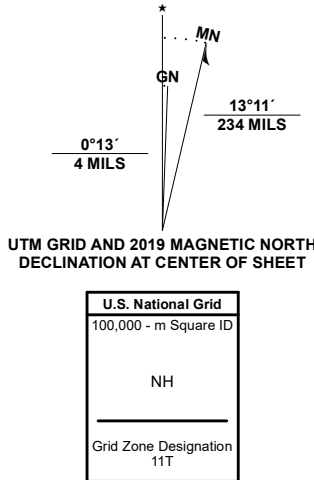 ★
MN
GN
13°11´
234 MILS
0°13´
4 MILS
UTM GRID AND 2019 MAGNETIC NORTH
DECLINATION AT CENTER OF SHEET
U.S. National Grid
100,000 - m Square ID
NH
Grid Zone Designation
11T